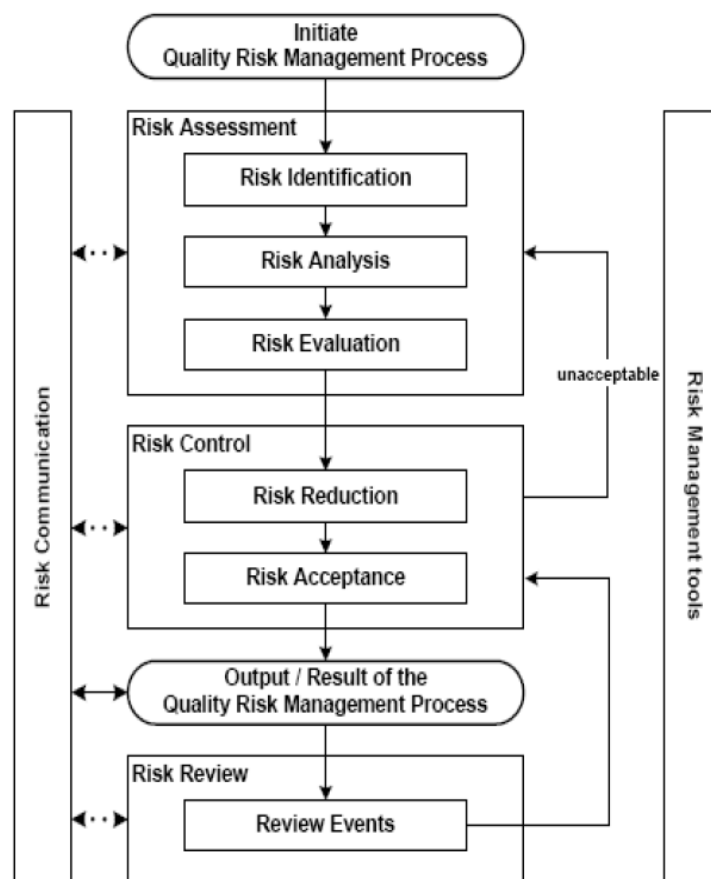 Initiate
Quality Risk Management Process
Risk Assessment
Risk Identification
Risk Analysis
Risk Evaluation
unacceptable
Risk Communication
Risk Management tools
Risk Control
Risk Reduction
Risk Acceptance
Output / Result of the
Quality Risk Management Process
Risk Review
Review Events